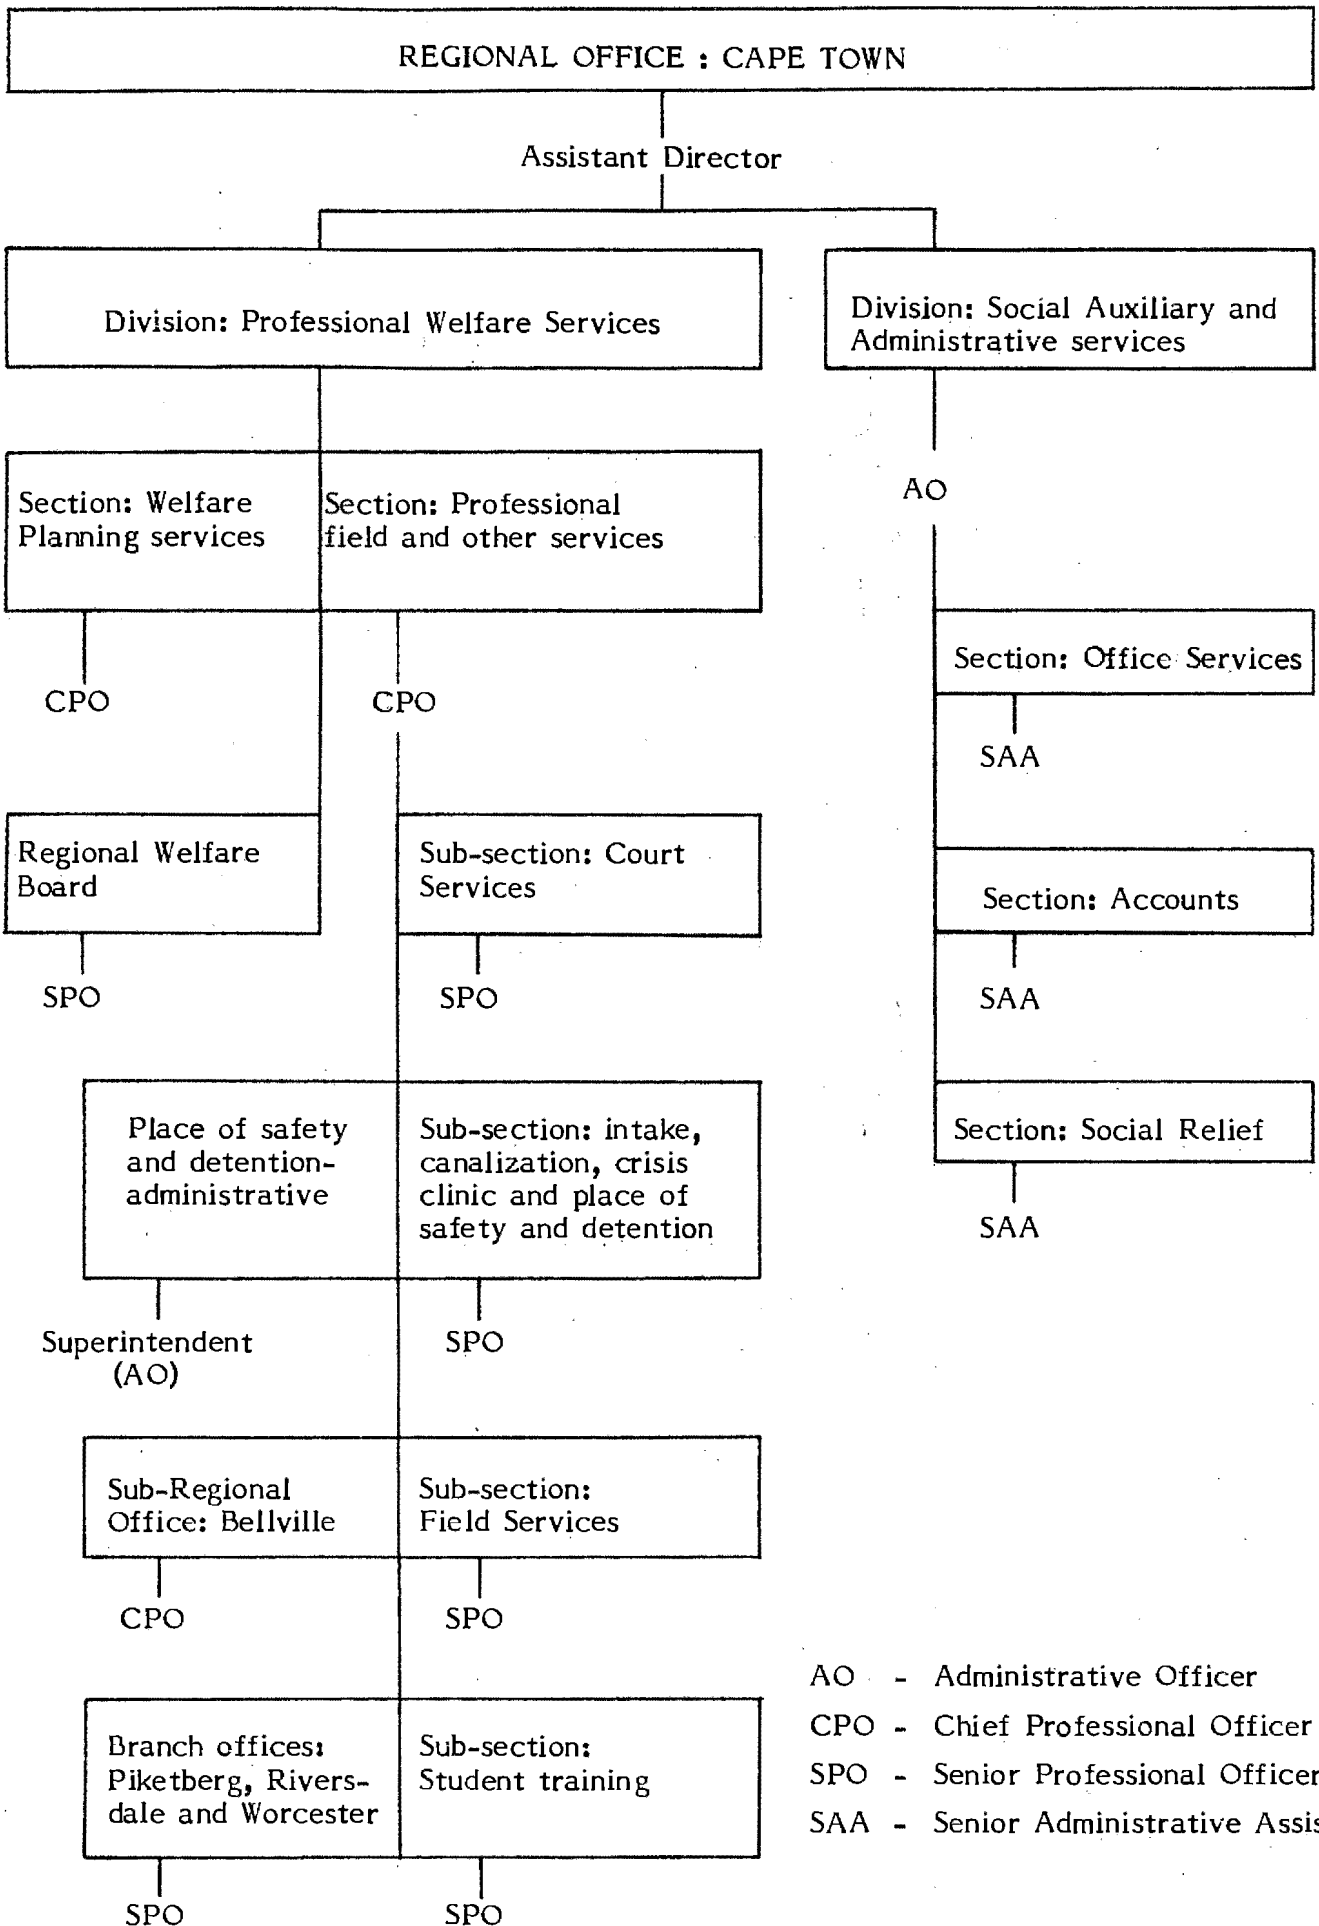 REGIONAL OFFICE : CAPE TOWN
Assistant Director
Division: Professional Welfare Services
Division: Social Auxiliary and
Administrative services
Section: Welfare
Planning services
Section: Professional
field and other services
AO
CPO
CPO
Section: Office Services
SAA
Regional Welfare
Board
Sub-section: Court
Services
Section: Accounts
SPO
SPO
SAA
Place of safety
and detention-
administrative
Sub-section: intake,
canalization, crisis
clinic and place of
safety and detention
Section: Social Relief
SAA
Superintendent
(AO)
SPO
Sub-Regional
Office: Bellville
Sub-section:
Field Services
CPO
SPO
Branch offices:
Piketberg, Rivers-
dale and Worcester
Sub-section:
Student training
SPO
SPO
AO - Administrative Officer
CPO - Chief Professional Officer
SPO - Senior Professional Officer
SAA - Senior Administrative